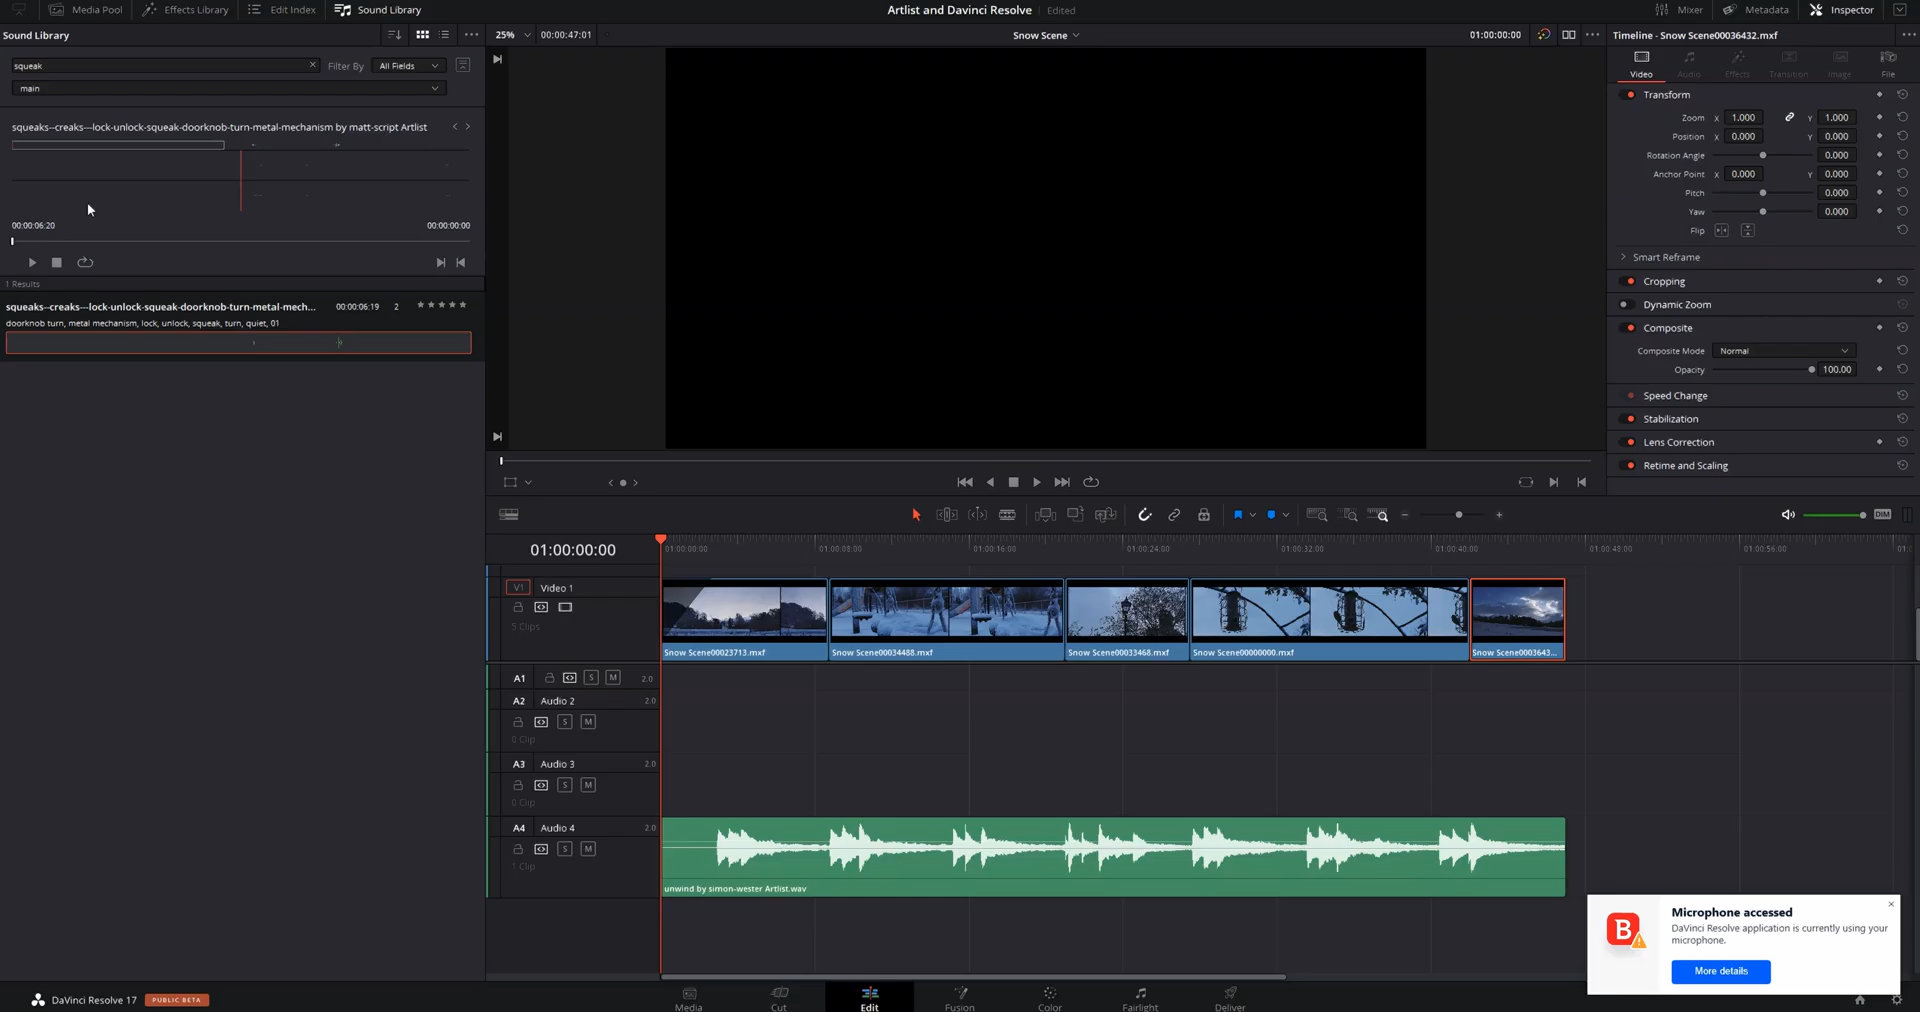 Media Pool Effects Library Edit Index Sound Library Artlist and Davinci Resolve Edited Mixer Metadata Inspector
Sound Library 25% 00:00:47:01 Snow Scene 01:00:00:00 Timeline - Snow Scene00036432.mxf
squeak Filter By All Fields
main
Video Audio Effects Transition Image File
squeaks--creaks---lock-unlock-squeak-doorknob-turn-metal-mechanism by matt-script Artlist
00:00:06:20 00:00:00:00
1 Results
squeaks--creaks---lock-unlock-squeak-doorknob-turn-metal-mech... 00:00:06:19 2
doorknob turn, metal mechanism, lock, unlock, squeak, turn, quiet, 01
Transform
Zoom X 1.000 Y 1.000
Position X 0.000 Y 0.000
Rotation Angle 0.000
Anchor Point X 0.000 Y 0.000
Pitch 0.000
Yaw 0.000
Flip
Smart Reframe
Cropping
Dynamic Zoom
Composite
Composite Mode Normal
Opacity 100.00
Speed Change
Stabilization
Lens Correction
Retime and Scaling
DIM
01:00:00:00 01:00:00:00 01:00:08:00 01:00:16:00 01:00:24:00 01:00:32:00 01:00:40:00 01:00:48:00 01:00:56:00
V1 Video 1
5 Clips
Snow Scene00023713.mxf Snow Scene00034488.mxf Snow Scene00033468.mxf Snow Scene00000000.mxf Snow Scene0003643...
A1 S M 2.0
A2 Audio 2 2.0
S M
0 Clip
A3 Audio 3 2.0
S M
0 Clip
A4 Audio 4 2.0
S M
1 Clip
unwind by simon-wester Artlist.wav
B
Microphone accessed
DaVinci Resolve application is currently using your
microphone.
More details
DaVinci Resolve 17 PUBLIC BETA
Media Cut Edit Fusion Color Fairlight Deliver